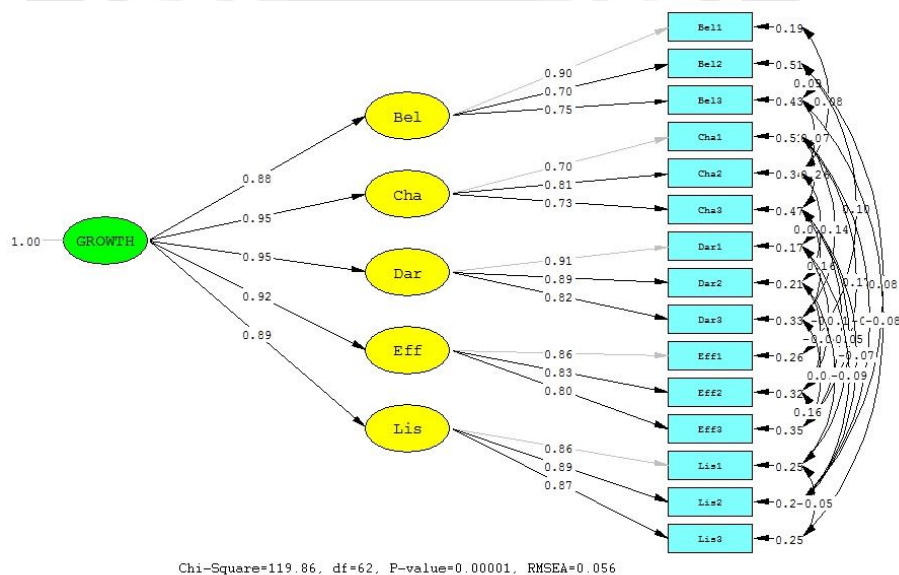 Bel1 0.19
Bel2 0.51
Bel3 0.43
Cha1
Cha2
Cha3 0.47
Dar1 0.17
Dar2 0.21
Dar3 0.33
Eff1 0.26
Eff2 0.32
Eff3 0.35
Lis1 0.25
Lis2
Lis3 0.25
0.90
0.70
0.75
0.70
0.81
0.73
0.91
0.89
0.82
0.86
0.83
0.80
0.86
0.89
0.87
Bel
Cha
Dar
Eff
Lis
0.88
0.95
0.95
0.92
0.89
1.00 GROWTH
0.09
0.08
0.10
0.14
0.16
0.08
-0.08
-0.07
-0.09
0.16
-0.05
Chi-Square=119.86, df=62, P-value=0.00001, RMSEA=0.056